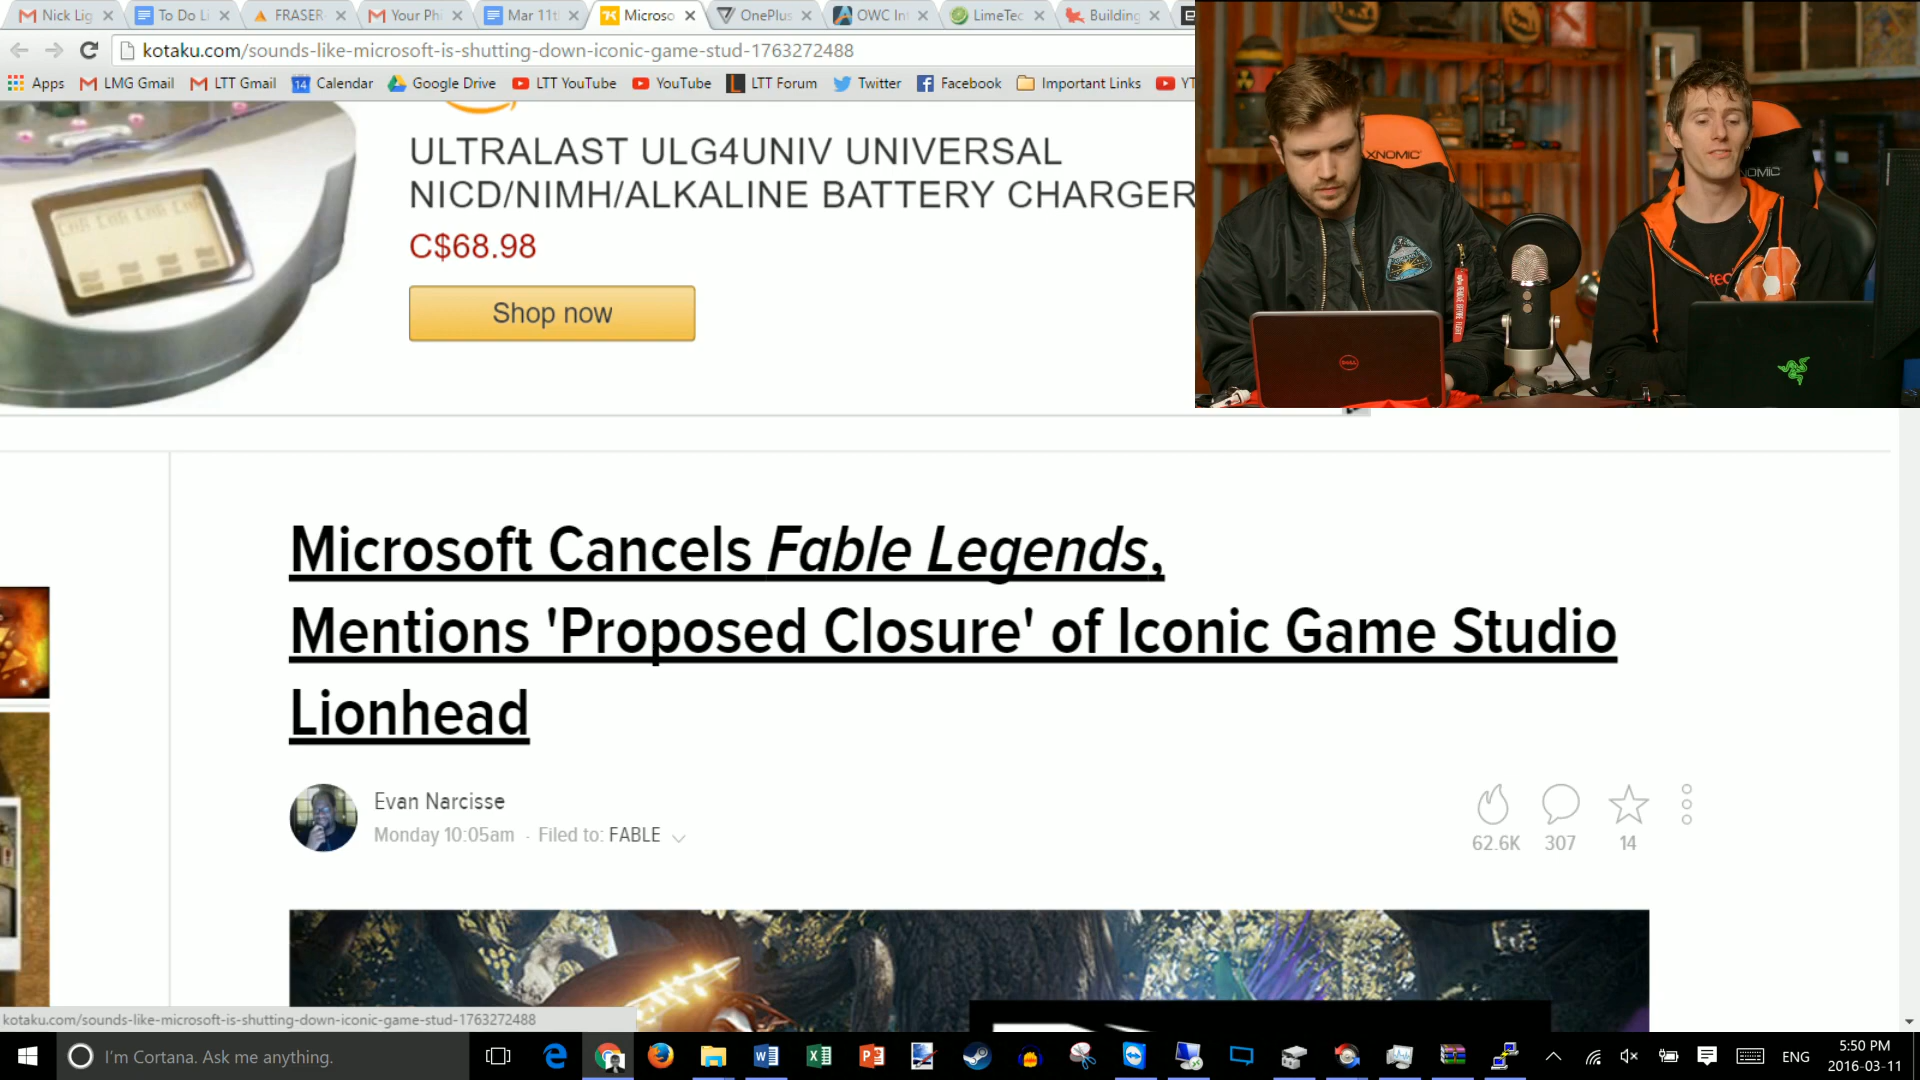 Nick Lig
To Do Li
FRASER
Your Ph
Mar 11t
Microso
OnePlus
OWC In
LimeTec
Building
kotaku.com/sounds-like-microsoft-is-shutting-down-iconic-game-stud-1763272488
Apps
LMG Gmail
LTT Gmail
14
Calendar
Google Drive
LTT YouTube
YouTube
LTT Forum
Twitter
Facebook
Important Links
YT
XNOMIC
NOMIC
ULTRALAST ULG4UNIV UNIVERSAL
NICD/NIMH/ALKALINE BATTERY CHARGER
C$68.98
Shop now
DELL
tec
Microsoft Cancels Fable Legends,
Mentions 'Proposed Closure' of Iconic Game Studio
Lionhead
Evan Narcisse
Monday 10:05am - Filed to: FABLE
62.6K
307
14
kotaku.com/sounds-like-microsoft-is-shutting-down-iconic-game-stud-1763272488
I'm Cortana. Ask me anything.
ENG
5:50 PM
2016-03-11